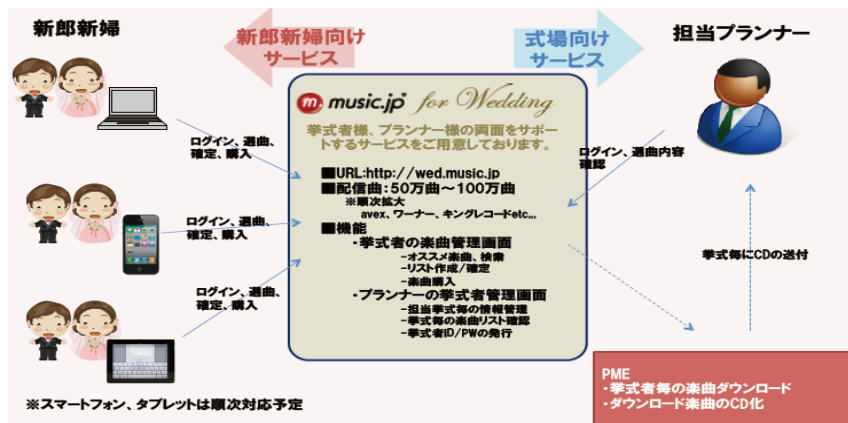 新郎新婦
新郎新婦向け
サービス
式場向け
サービス
担当プランナー
m. music.jp for Wedding
挙式者様、プランナー様の両面をサポー
トするサービスをご用意しております。
■URL:http://wed.music.jp
■配信曲：50万曲～100万曲
※順次拡大
avex、ワーナー、キングレコードetc...
■機能
・挙式者の楽曲管理画面
-オススメ楽曲、検索
-リスト作成/確定
-楽曲購入
・プランナーの挙式者管理画面
-担当挙式毎の情報管理
-挙式毎の楽曲リスト確認
-挙式者ID/PWの発行
ログイン、選曲、
確定、購入
ログイン、選曲、
確定、購入
ログイン、選曲、
確定、購入
ログイン、選曲内容
確認
挙式毎にCDの送付
PME
・挙式者毎の楽曲ダウンロード
・ダウンロード楽曲のCD化
※スマートフォン、タブレットは順次対応予定